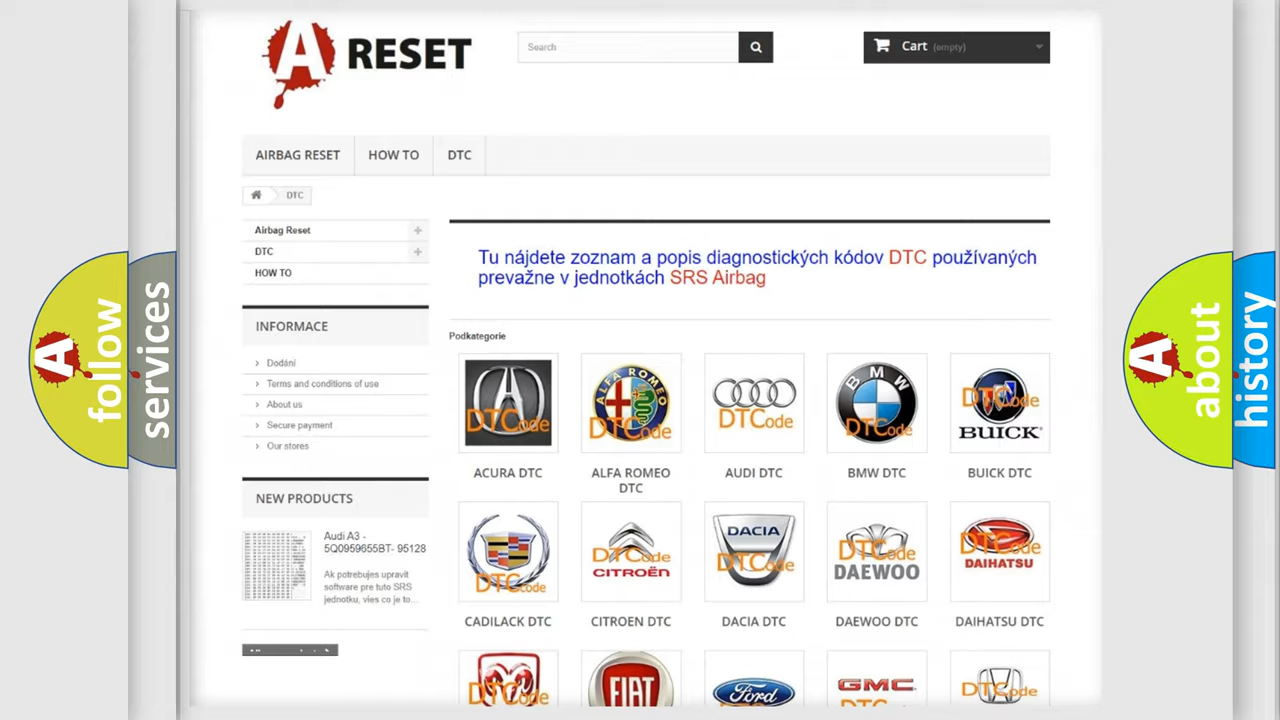 A RESET
Search
Cart (empty)
AIRBAG RESET
HOW TO
DTC
DTC
Airbag Reset
DTC
HOW TO
INFORMACE
Dodání
Terms and conditions of use
About us
Secure payment
Our stores
NEW PRODUCTS
Audi A3 -
5Q0959655BT- 95128
Ak potrebujes upravit
software pre tuto SRS
jednotku, vies co je to...
Tu nájdete zoznam a popis diagnostických kódov DTC používaných
prevažne v jednotkách SRS Airbag
Podkategorie
DTCode
ALFA ROMEO
DTCode
DTCode
BMW
DTCode
DTCode
BUICK
ACURA DTC
ALFA ROMEO
DTC
AUDI DTC
BMW DTC
BUICK DTC
DTCode
DTCode
CITROËN
DACIA
DTCode
DTCode
DAEWOO
DTCode
DAIHATSU
CADILACK DTC
CITROEN DTC
DACIA DTC
DAEWOO DTC
DAIHATSU DTC
DTCode
FIAT
Ford
GMC
DTCode
A follow
services
A about
history